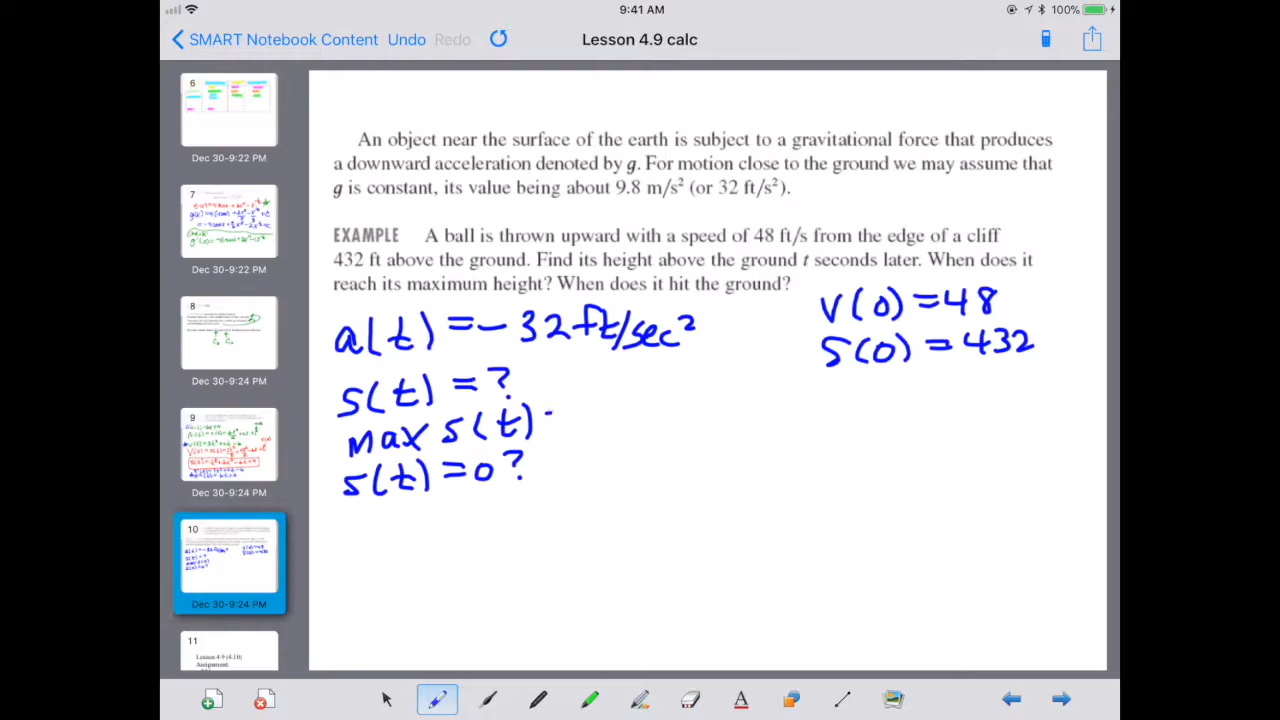 9:41 AM
100%
SMART Notebook Content Undo Redo
Lesson 4.9 calc
6
Dec 30-9:22 PM
7
Dec 30-9:22 PM
8
Dec 30-9:24 PM
9
Dec 30-9:24 PM
10
Dec 30-9:24 PM
11
Lesson 4.9 (4.10)
Assignment:
An object near the surface of the earth is subject to a gravitational force that produces
a downward acceleration denoted by g. For motion close to the ground we may assume that
g is constant, its value being about 9.8 m/s² (or 32 ft/s²).
EXAMPLE A ball is thrown upward with a speed of 48 ft/s from the edge of a cliff
432 ft above the ground. Find its height above the ground t seconds later. When does it
reach its maximum height? When does it hit the ground?
v(0) = 48
s(0) = 432
a(t) = -32 ft/sec²
s(t) = ?
max s(t) -
s(t) = 0 ?
A